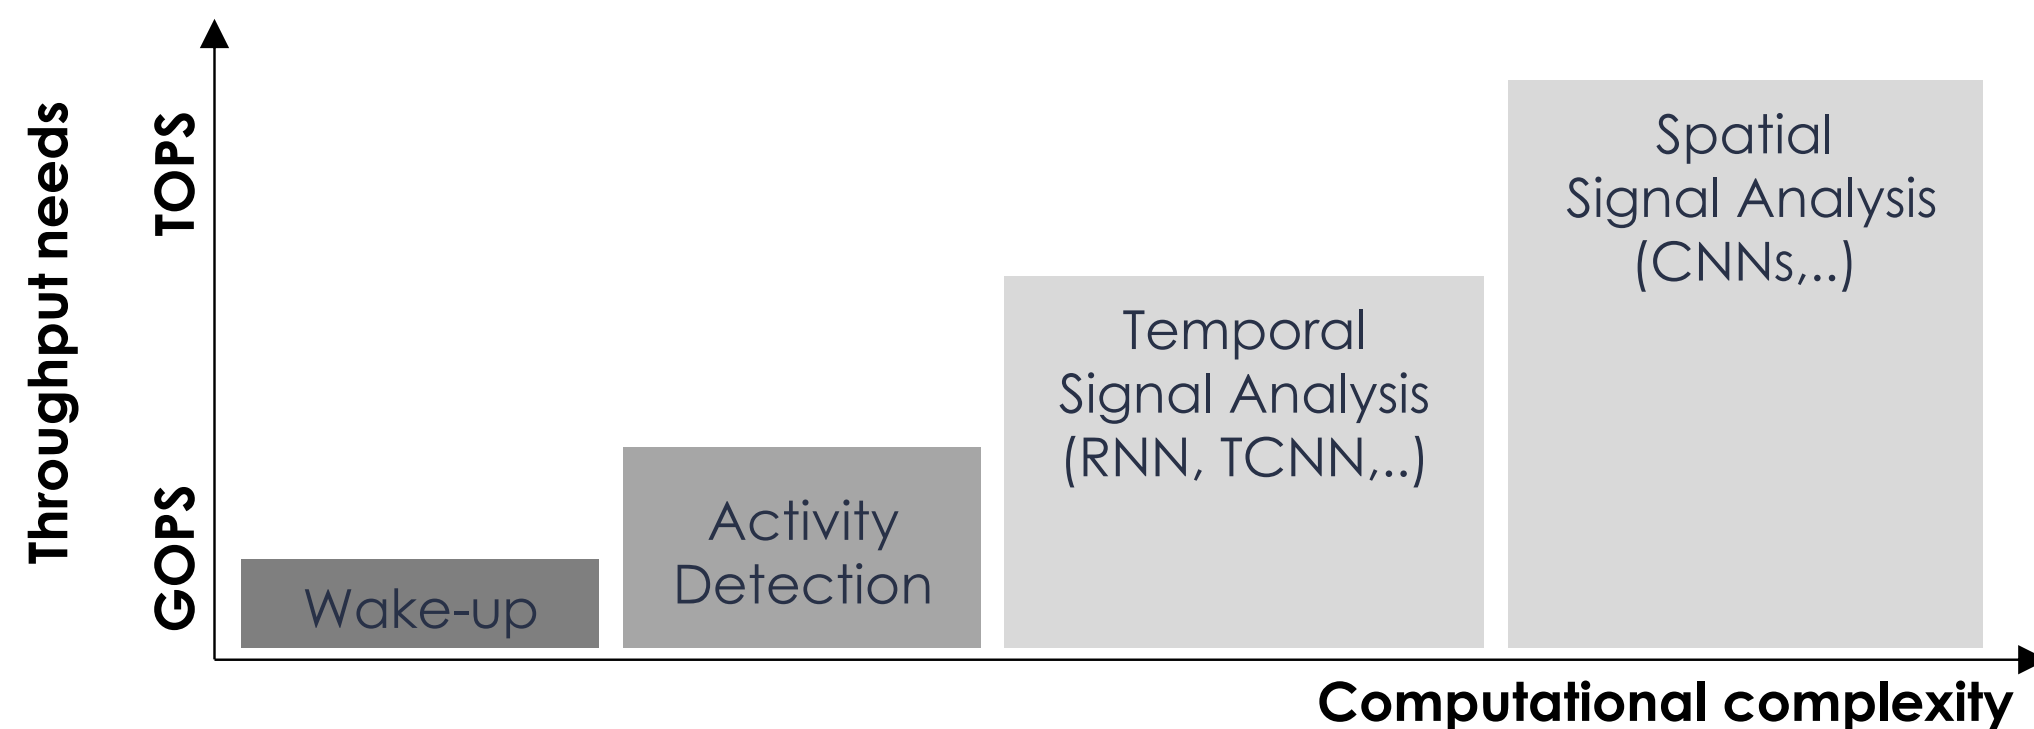 Throughput needs
TOPS
GOPS
Wake-up
Activity
Detection
Temporal
Signal Analysis
(RNN, TCNN,..)
Spatial
Signal Analysis
(CNNs,..)
Computational complexity